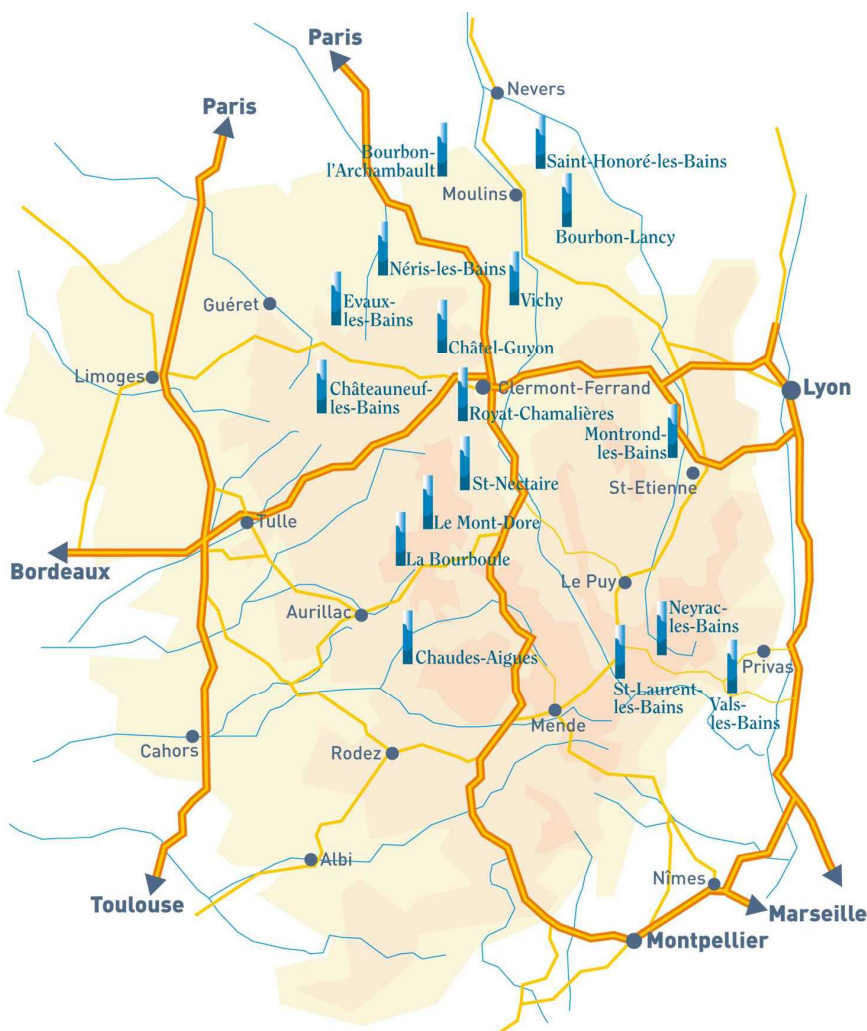 Paris
Nevers
Paris
Bourbon-
l'Archambault
Saint-Honoré-les-Bains
Moulins
Bourbon-Lancy
Néris-les-Bains
Vichy
Evaux-
les-Bains
Guéret
Châtel-Guyon
Limoges
Châteauneuf-
les-Bains
Clermont-Ferrand
Lyon
Royat-Chamalières
Montrond-
les-Bains
St-Nectaire
St-Etienne
Le Mont-Dore
Tulle
La Bourboule
Bordeaux
Le Puy
Aurillac
Neyrac-
les-Bains
Chaudes-Aigues
Privas
St-Laurent-
les-Bains
Vals-
les-Bains
Mende
Cahors
Rodez
Albi
Nîmes
Toulouse
Marseille
Montpellier